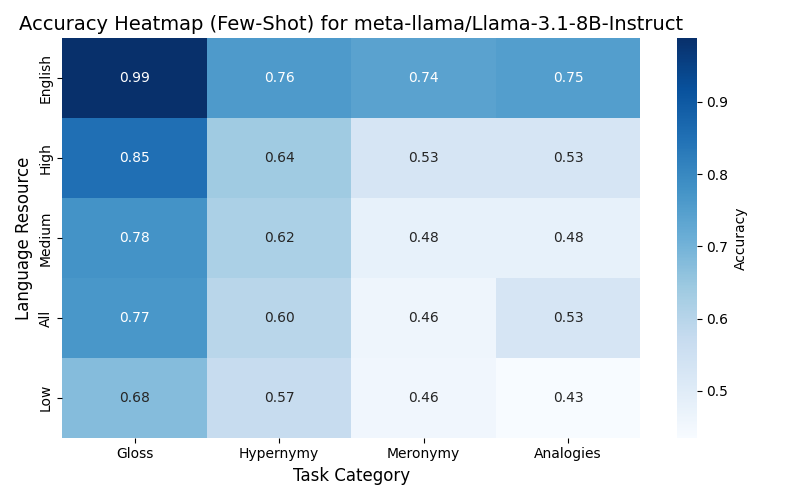 Accuracy Heatmap (Few-Shot) for meta-llama/Llama-3.1-8B-Instruct
Language Resource
English 0.99 0.76 0.74 0.75
High 0.85 0.64 0.53 0.53
Medium 0.78 0.62 0.48 0.48
All 0.77 0.60 0.46 0.53
Low 0.68 0.57 0.46 0.43
Gloss Hypernymy Meronymy Analogies
Task Category
0.9
0.8
0.7
0.6
0.5
Accuracy